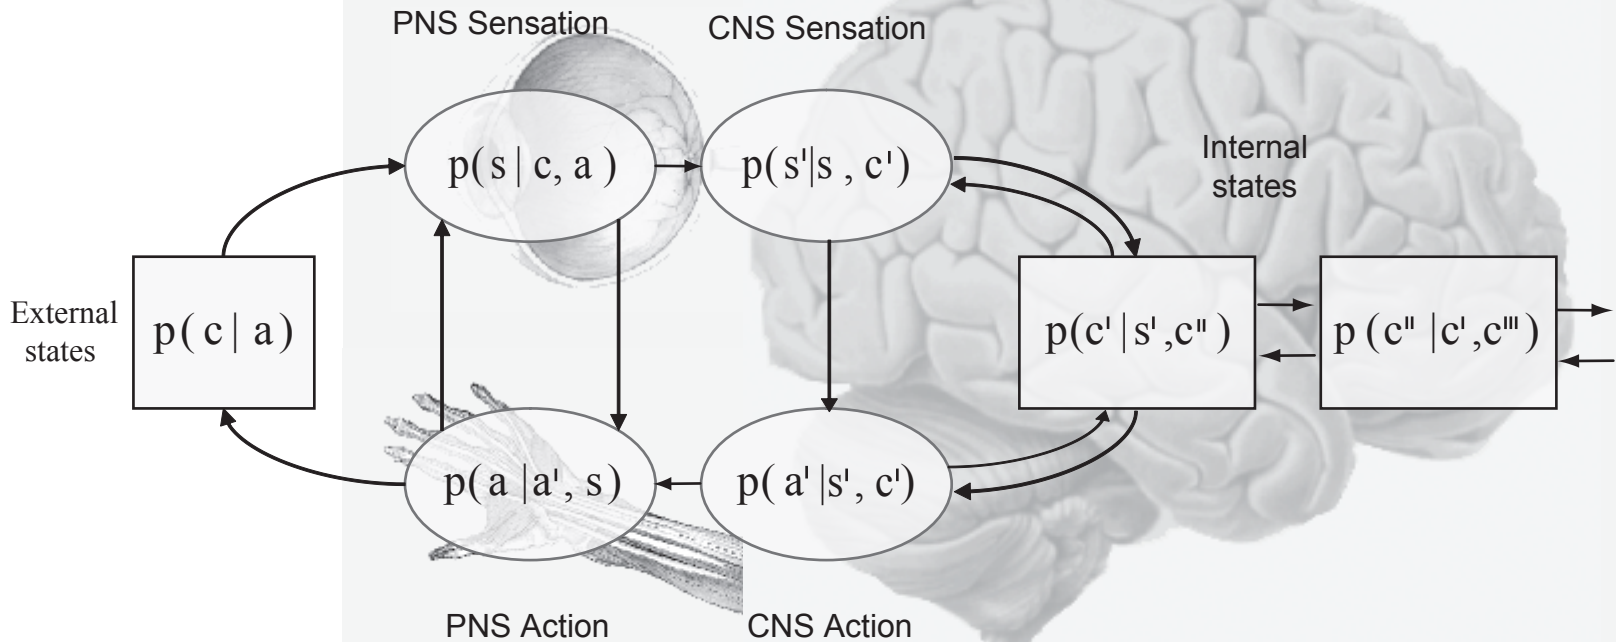 PNS Sensation
CNS Sensation
p(s | c, a )
p(s'|s , c')
Internal
states
External
states
p( c | a)
p(c' | s' ,c'' )
p (c'' |c' ,c''')
p(a |a' , s)
p( a' |s' , c')
PNS Action
CNS Action